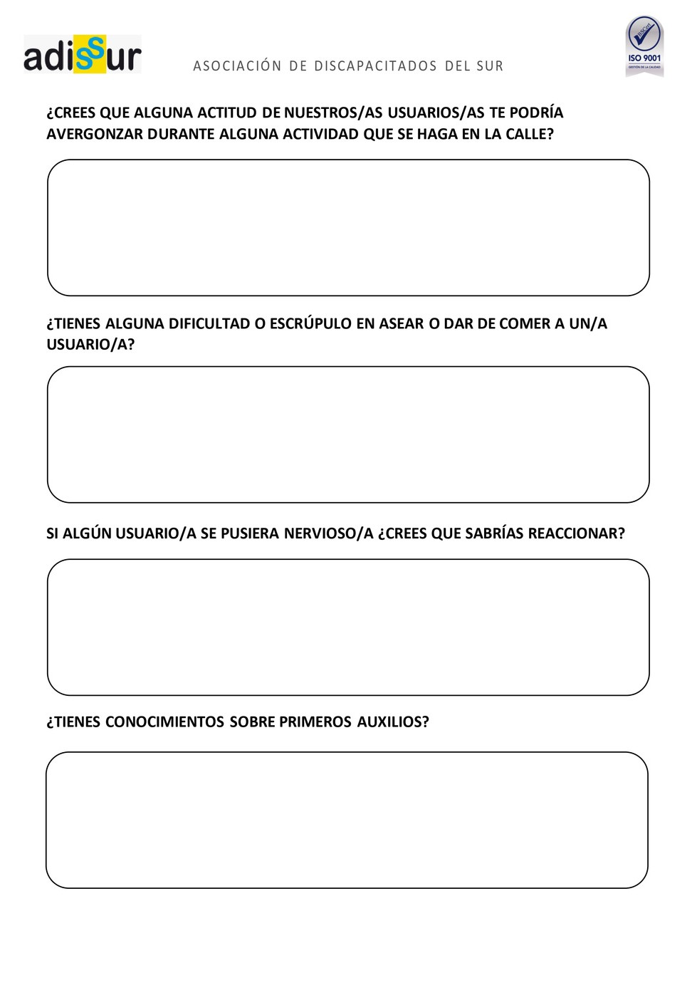 adissur
ASOCIACIÓN DE DISCAPACITADOS DEL SUR
BSCert
ISO 9001
GESTIÓN DE LA CALIDAD
¿CREES QUE ALGUNA ACTITUD DE NUESTROS/AS USUARIOS/AS TE PODRÍA
AVERGONZAR DURANTE ALGUNA ACTIVIDAD QUE SE HAGA EN LA CALLE?
¿TIENES ALGUNA DIFICULTAD O ESCRÚPULO EN ASEAR O DAR DE COMER A UN/A
USUARIO/A?
SI ALGÚN USUARIO/A SE PUSIERA NERVIOSO/A ¿CREES QUE SABRÍAS REACCIONAR?
¿TIENES CONOCIMIENTOS SOBRE PRIMEROS AUXILIOS?